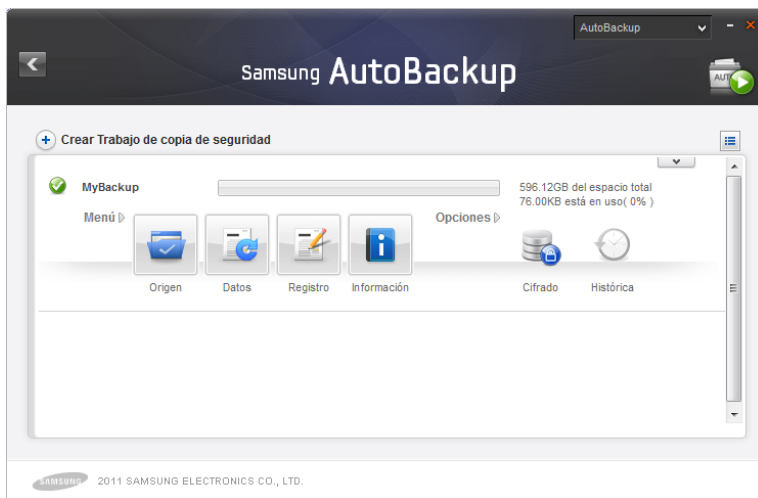 AutoBackup
Samsung AutoBackup
AUTO
Crear Trabajo de copia de seguridad
MyBackup
596.12GB del espacio total
76.00KB está en uso( 0% )
Menú
Opciones
Origen
Datos
Registro
Información
Cifrado
Histórica
SAMSUNG
2011 SAMSUNG ELECTRONICS CO., LTD.